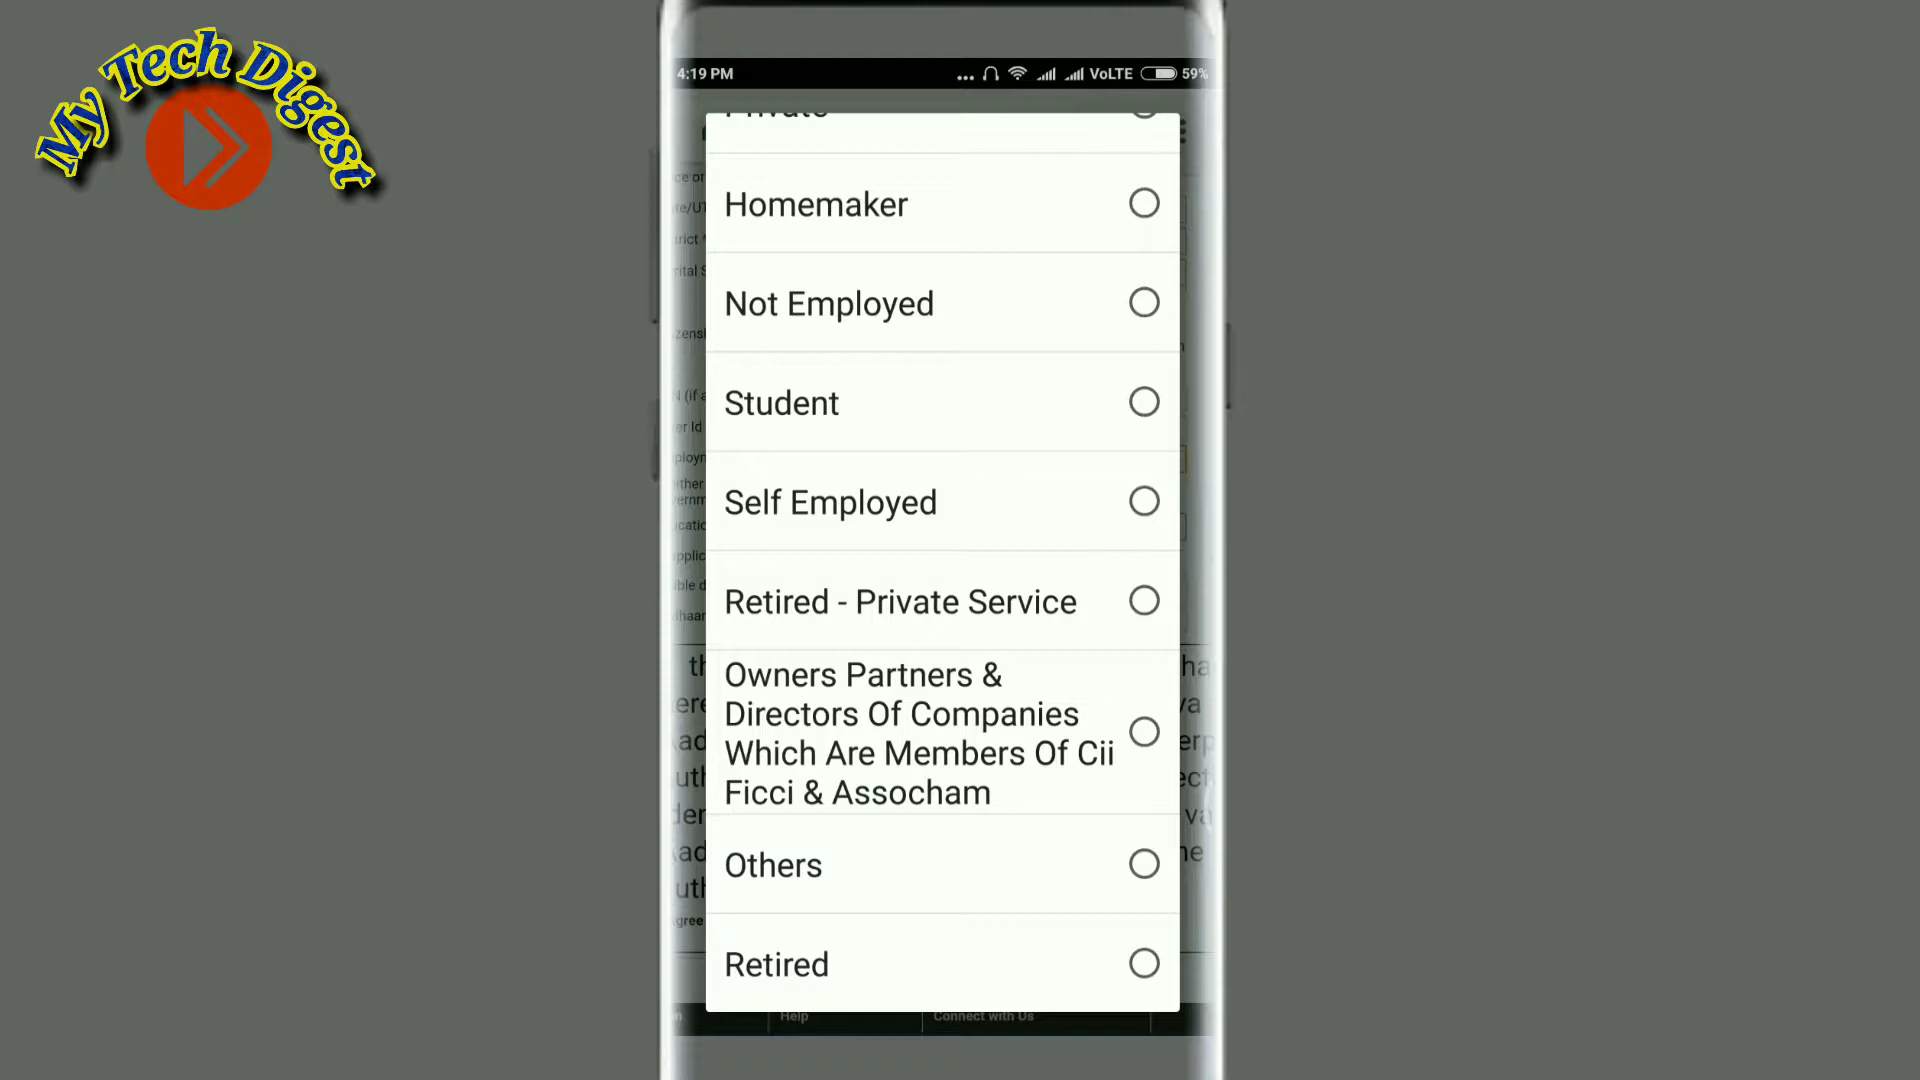 My Tech Digest
4:19 PM
... VoLTE 59%
Private
Homemaker
Not Employed
Student
Self Employed
Retired - Private Service
Owners Partners &
Directors Of Companies
Which Are Members Of Cii
Ficci & Assocham
Others
Retired
Help
Connect with Us